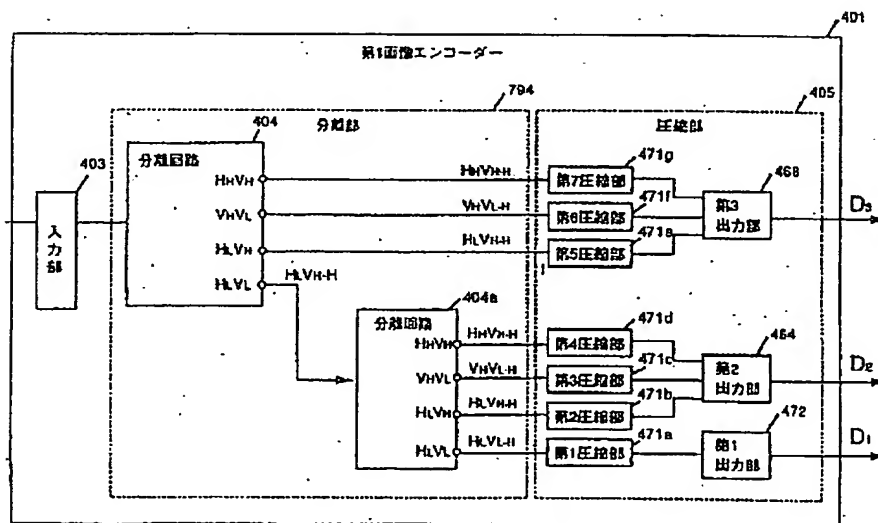 401
第1画像エンコーダー
794
分離部
405
圧縮部
404
分離回路
HHVH
VHVL
HLVH
HLVL
403
入力部
HHVH-H
VHVL-H
HLVH-H
HLVH-H
471g
第7圧縮部
471f
第6圧縮部
471e
第5圧縮部
468
第3
出力部
D3
404a
分離回路
HHVH
VHVL
HLVH
HLVL
HHVH-H
VHVL-H
HLVH-H
HLVL-H
471d
第4圧縮部
471c
第3圧縮部
471b
第2圧縮部
471a
第1圧縮部
464
第2
出力部
D2
472
第1
出力部
D1